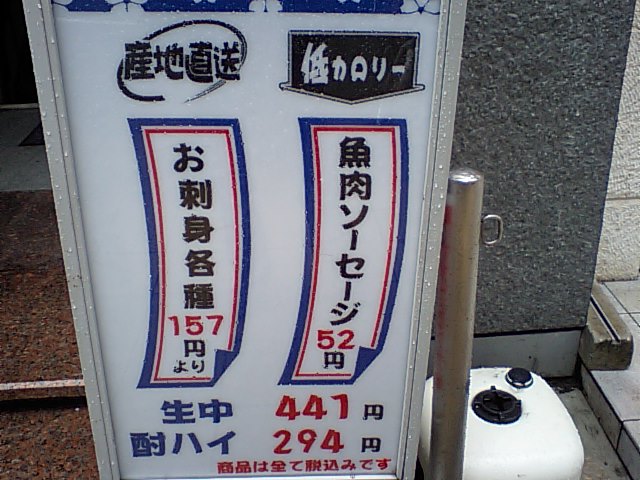 産地直送
低カロリー
お刺身各種
157円より
魚肉ソーセージ
52円
生中 441円
酎ハイ 294円
商品は全て税込みです